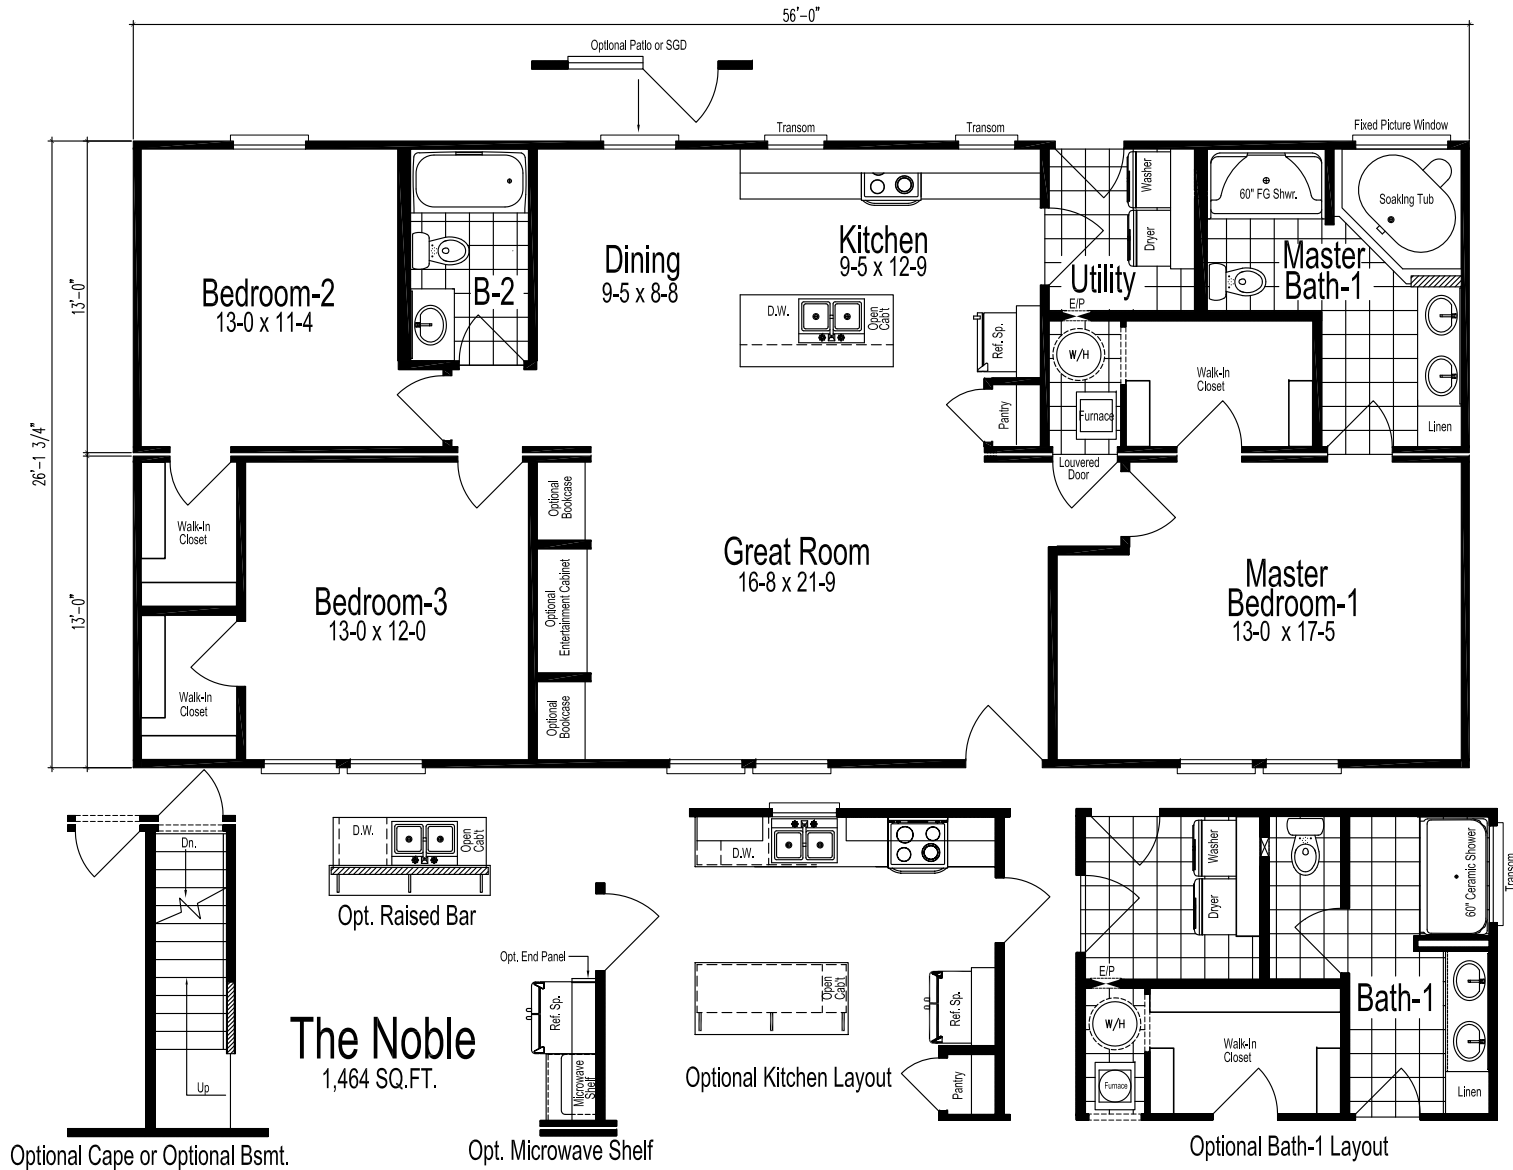 56'-0"
Optional Patio or SGD
Transom
Transom
Fixed Picture Window
26'-1 3/4"
13'-0"
13'-0"
Bedroom-2
13-0 x 11-4
B-2
Dining
9-5 x 8-8
Kitchen
9-5 x 12-9
D.W.
Open
Cab't
Ref. Sp.
Pantry
Washer
Dryer
Utility
E/P
W/H
Furnace
Louvered
Door
60" FG Shwr.
Soaking Tub
Master
Bath-1
Walk-In
Closet
Linen
Walk-In
Closet
Walk-In
Closet
Bedroom-3
13-0 x 12-0
Optional
Bookcase
Optional
Entertainment Cabinet
Optional
Bookcase
Great Room
16-8 x 21-9
Master
Bedroom-1
13-0 x 17-5
Dn.
Up
Optional Cape or Optional Bsmt.
D.W.
Open
Cab't
Opt. Raised Bar
The Noble
1,464 SQ.FT.
Opt. End Panel
Ref. Sp.
Microwave
Shelf
Opt. Microwave Shelf
D.W.
Open
Cab't
Ref. Sp.
Pantry
Optional Kitchen Layout
Washer
Dryer
E/P
W/H
Furnace
Walk-In
Closet
60" Ceramic Shower
Transom
Bath-1
Linen
Optional Bath-1 Layout